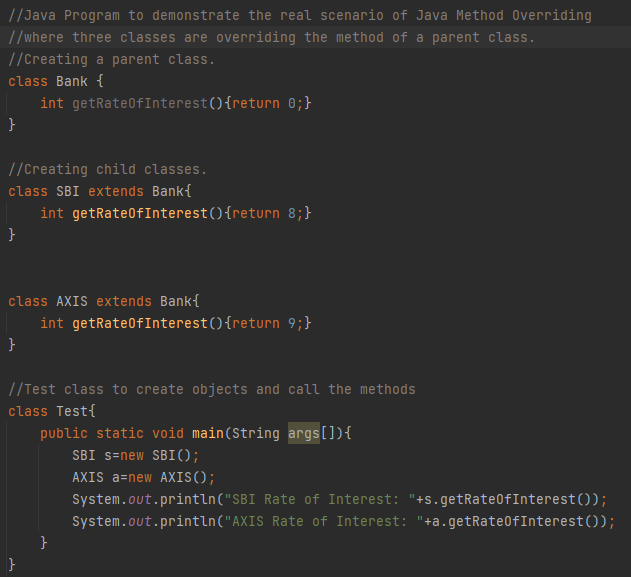 //Java Program to demonstrate the real scenario of Java Method Overriding
//where three classes are overriding the method of a parent class.
//Creating a parent class.
class Bank {
    int getRateOfInterest(){return 0;}
}

//Creating child classes.
class SBI extends Bank{
    int getRateOfInterest(){return 8;}
}


class AXIS extends Bank{
    int getRateOfInterest(){return 9;}
}

//Test class to create objects and call the methods
class Test{
    public static void main(String args[]){
        SBI s=new SBI();
        AXIS a=new AXIS();
        System.out.println("SBI Rate of Interest: "+s.getRateOfInterest());
        System.out.println("AXIS Rate of Interest: "+a.getRateOfInterest());
    }
}